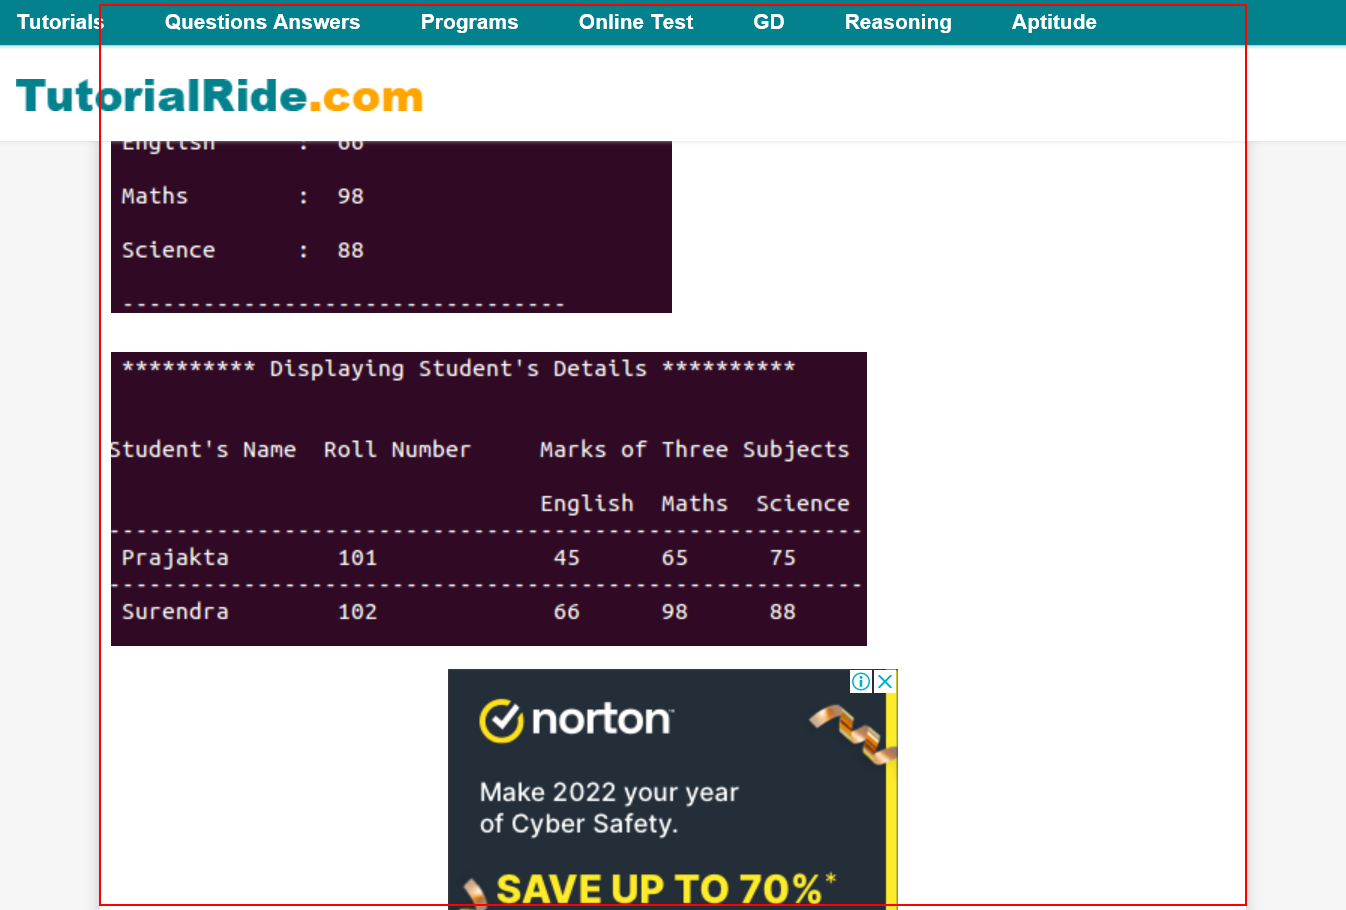 Tutorials Questions Answers Programs Online Test GD Reasoning Aptitude
TutorialRide.com
English : 66
Maths : 98
Science : 88
---------------------------------
********** Displaying Student's Details **********
Student's Name Roll Number Marks of Three Subjects
English Maths Science
--------------------------------------------------------
Prajakta 101 45 65 75
--------------------------------------------------------
Surendra 102 66 98 88
norton™
Make 2022 your year
of Cyber Safety.
SAVE UP TO 70%*